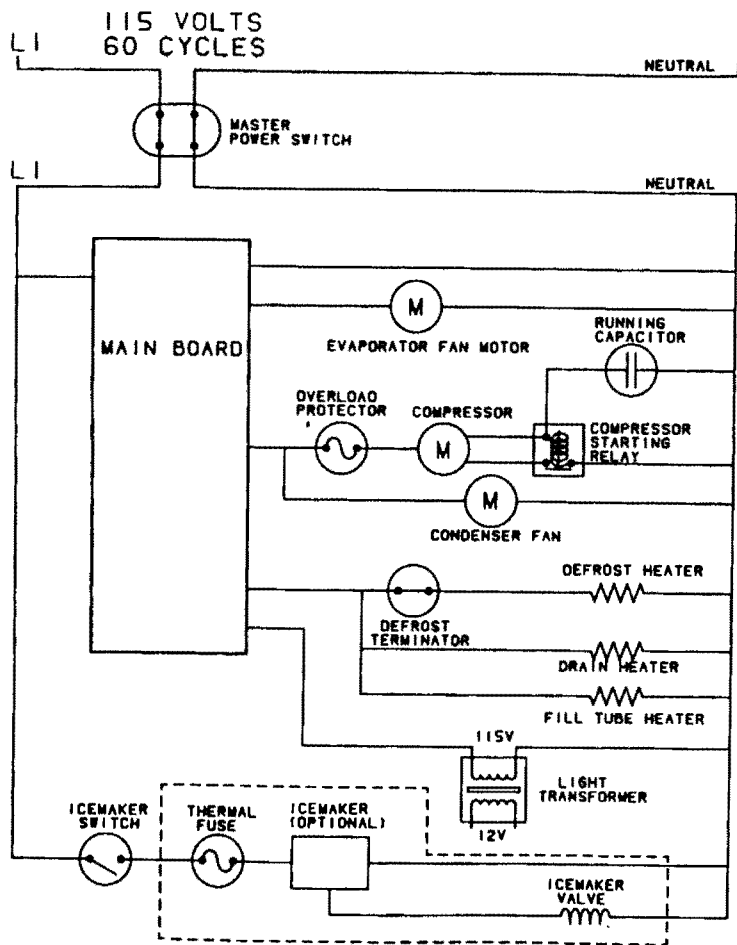 115 VOLTS
60 CYCLES
L1
NEUTRAL
MASTER
POWER SWITCH
L1
NEUTRAL
MAIN BOARD
M
EVAPORATOR FAN MOTOR
RUNNING
CAPACITOR
OVERLOAD
PROTECTOR
COMPRESSOR
M
COMPRESSOR
STARTING
RELAY
M
CONDENSER FAN
DEFROST HEATER
DEFROST
TERMINATOR
DRAIN HEATER
FILL TUBE HEATER
115V
LIGHT
TRANSFORMER
12V
ICEMAKER
SWITCH
THERMAL
FUSE
ICEMAKER
(OPTIONAL)
ICEMAKER
VALVE